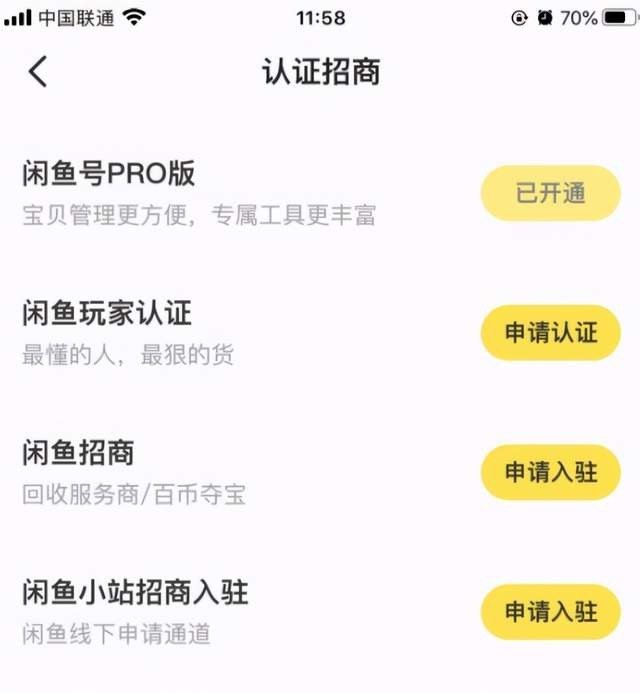 中国联通 11:58 70%
认证招商
闲鱼号PRO版
宝贝管理更方便，专属工具更丰富
已开通
闲鱼玩家认证
最懂的人，最狠的货
申请认证
闲鱼招商
回收服务商/百币夺宝
申请入驻
闲鱼小站招商入驻
闲鱼线下申请通道
申请入驻